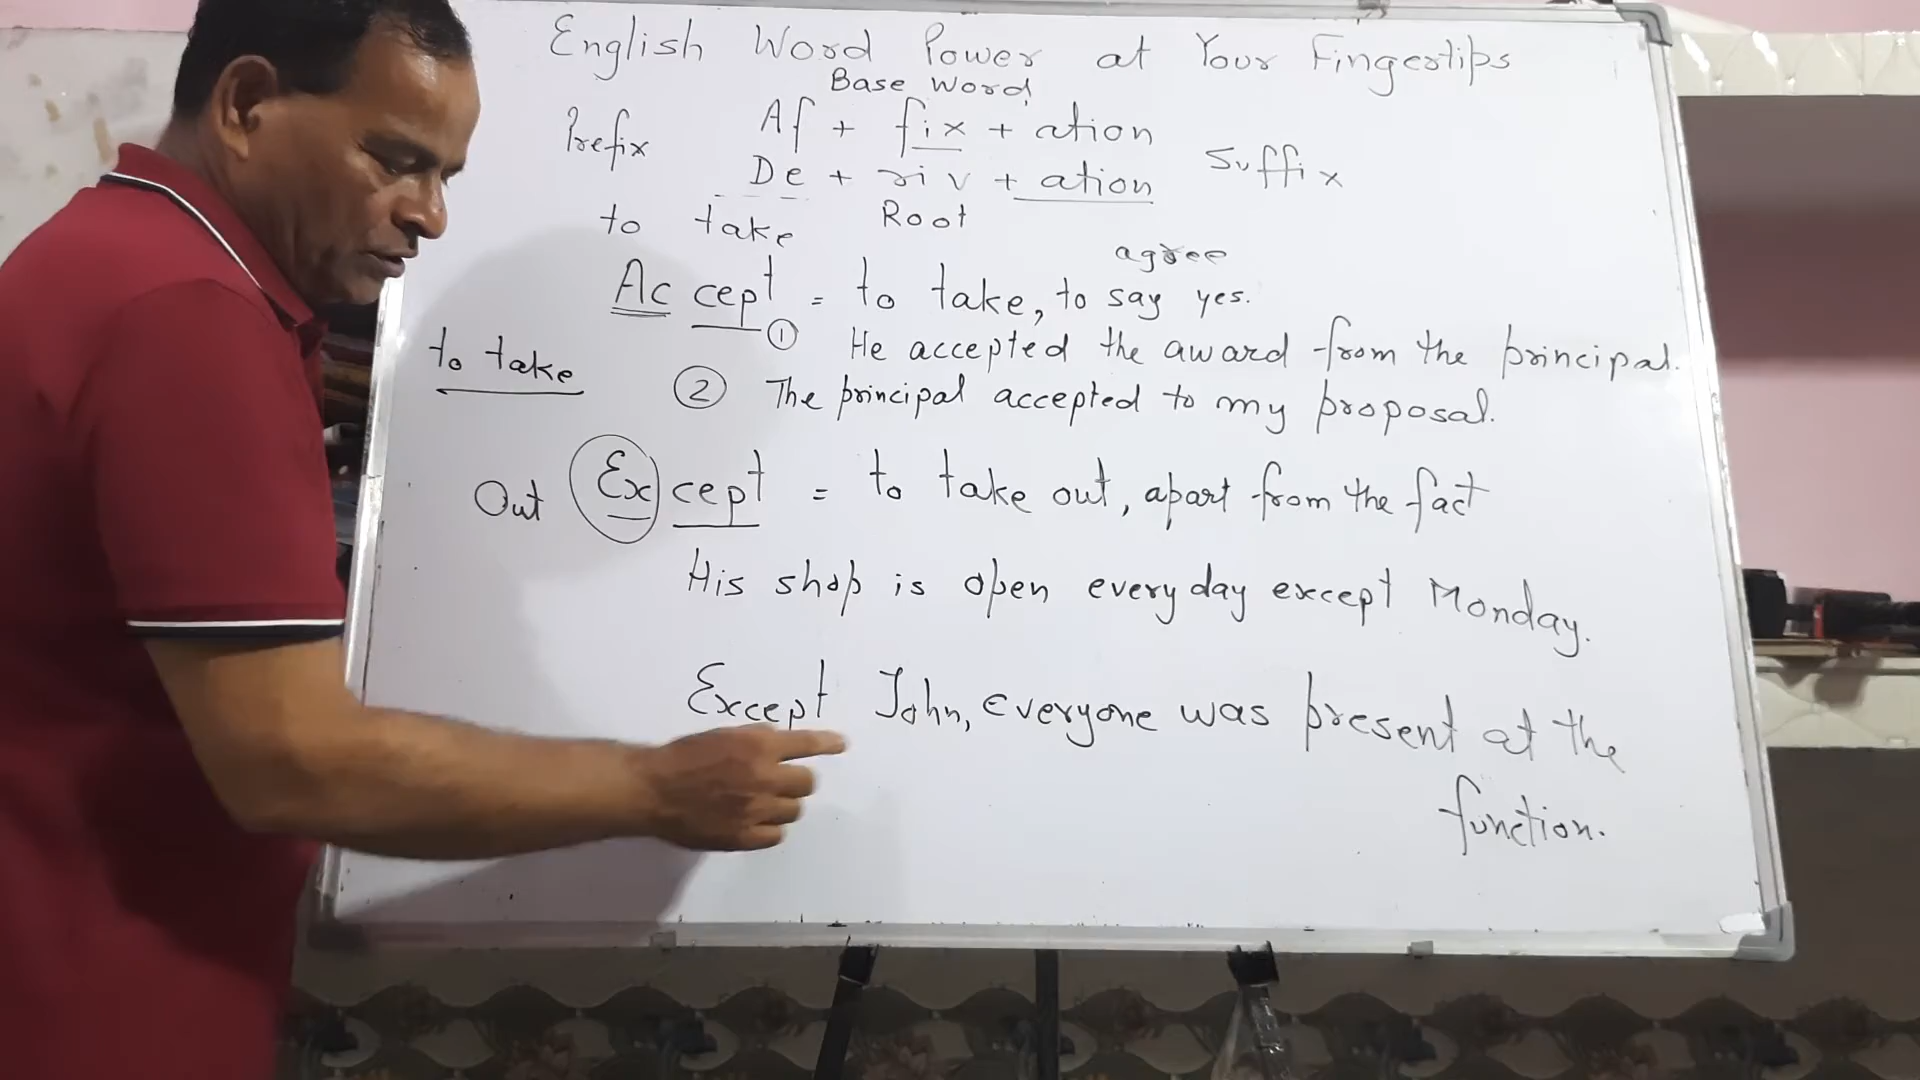 English Word Power at Your Fingertips
Base Word
Prefix Af + fix + ation Suffix
De + riv + ation
to take Root
agree
Ac cept = to take, to say yes.
① He accepted the award from the principal.
to take ② The principal accepted to my proposal.
Out Ex cept = to take out, apart from the fact
His shop is open everyday except Monday.
Except John, everyone was present at the
function.